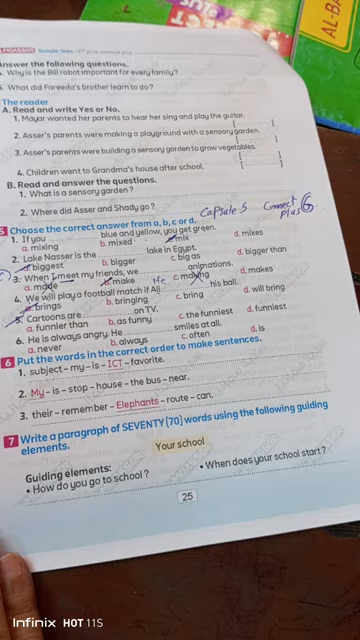 Answer the following questions.
Why is the Bill robot important for every family?
What did Fareeda's brother learn to do?
The reader
A. Read and write Yes or No.
1. Mayar wanted her parents to hear her sing and play the guitar.
[ ]
2. Asser's parents were making a playground with a sensory garden.
[ ]
3. Asser's parents were building a sensory garden to grow vegetables.
[ ]
4. Children went to Grandma's house after school. [ ]
B. Read and answer the questions.
1. What is a sensory garden?
2. Where did Asser and Shady go?
Capsule 5 Connect plus 6
5 Choose the correct answer from a, b, c or d.
1. If you blue and yellow, you get green.
a. mixing b. mixed c. mix d. mixes
2. Lake Nasser is the lake in Egypt.
a. biggest b. bigger c. big as d. bigger than
3. When I meet my friends, we animations.
a. made b. make c. making d. makes
He
4. We will play a football match if Ali his ball.
a. brings b. bringing c. bring d. will bring
5. Cartoons are on TV.
a. funnier than b. as funny c. the funniest d. funniest
6. He is always angry. He smiles at all.
a. never b. always c. often d. is
6 Put the words in the correct order to make sentences.
1. subject – my – is – ICT – favorite.
2. My – is – stop – house – the bus – near.
3. their – remember – Elephants – route – can.
7 Write a paragraph of SEVENTY [70] words using the following guiding
elements.
Your school
Guiding elements:
• How do you go to school? • When does your school start?
25
PLUS
AL-BA
Infinix HOT 11S